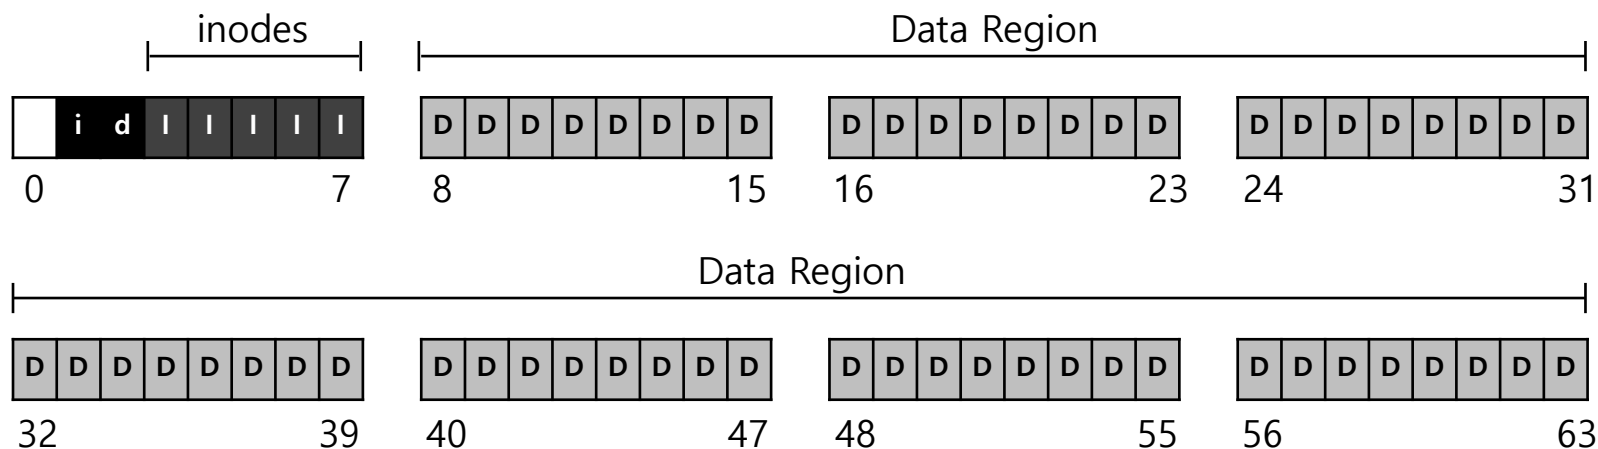 inodes Data Region
i d I I I I I D D D D D D D D D D D D D D D D D D D D D D D D
0 7 8 15 16 23 24 31
Data Region
D D D D D D D D D D D D D D D D D D D D D D D D D D D D D D D D
32 39 40 47 48 55 56 63